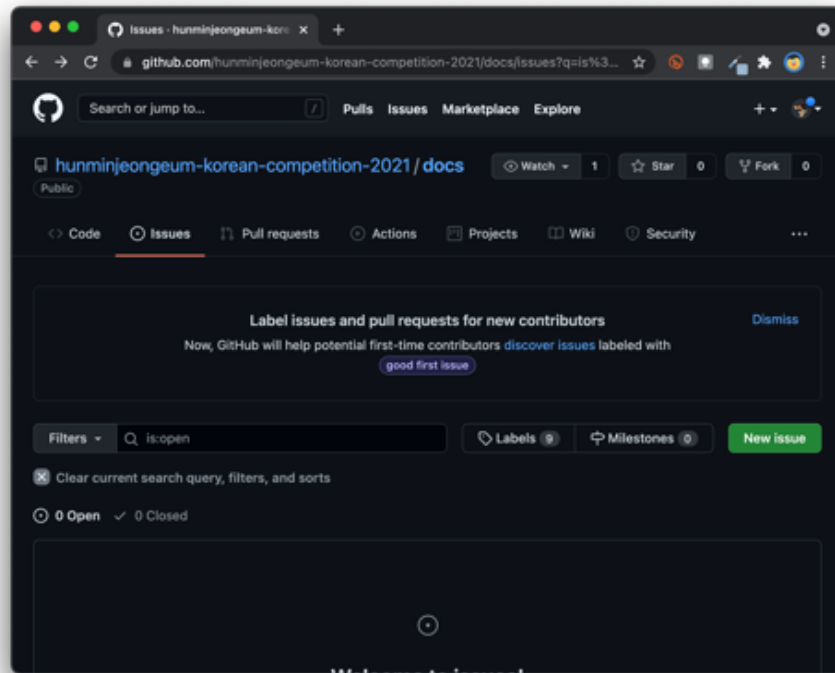 Issues · hunminjeongeum-kore
github.com/hunminjeongeum-korean-competition-2021/docs/issues?q=is%3...
Search or jump to... / Pulls Issues Marketplace Explore
hunminjeongeum-korean-competition-2021 / docs Watch 1 Star 0 Fork 0
Public
Code Issues Pull requests Actions Projects Wiki Security ...
Label issues and pull requests for new contributors Dismiss
Now, GitHub will help potential first-time contributors discover issues labeled with
good first issue
Filters is:open Labels 9 Milestones 0 New issue
Clear current search query, filters, and sorts
0 Open 0 Closed
Welcome to issues!